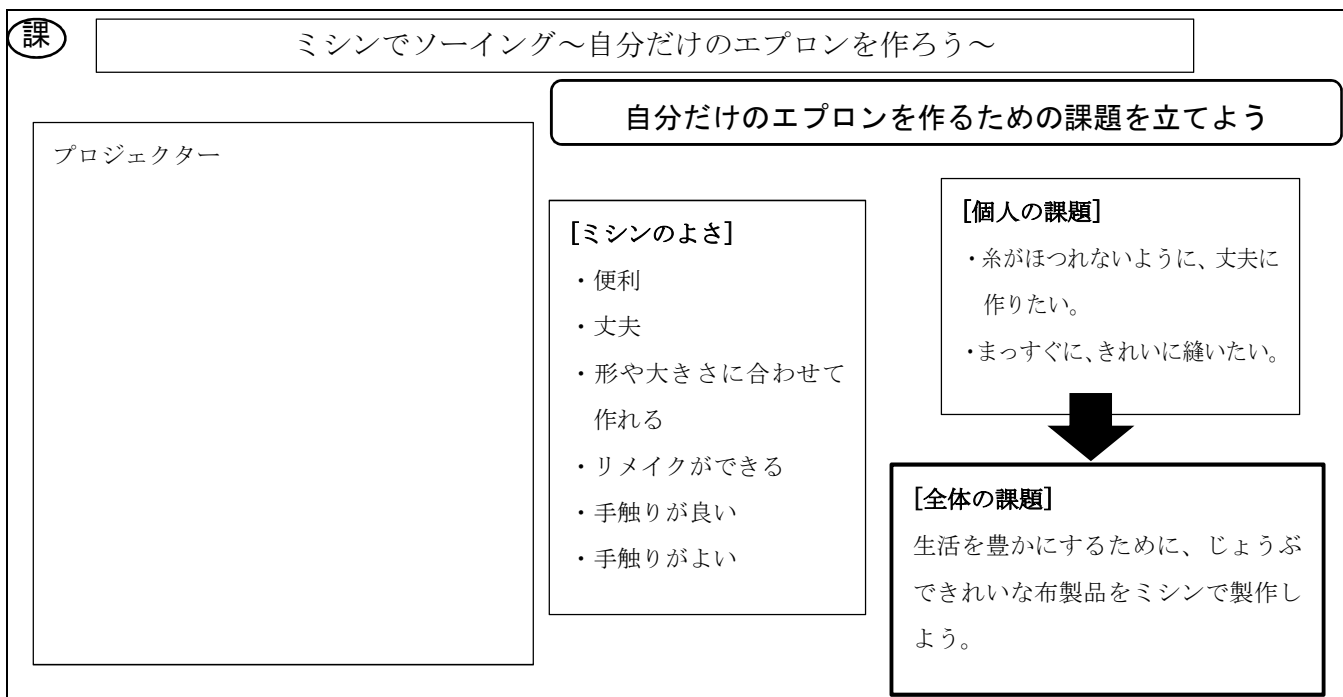 課
ミシンでソーイング～自分だけのエプロンを作ろう～
自分だけのエプロンを作るための課題を立てよう
プロジェクター
[ミシンのよさ]
・便利
・丈夫
・形や大きさに合わせて
作れる
・リメイクができる
・手触りが良い
・手触りがよい
[個人の課題]
・糸がほつれないように、丈夫に
作りたい。
・まっすぐに、きれいに縫いたい。
[全体の課題]
生活を豊かにするために、じょうぶ
できれいな布製品をミシンで製作し
よう。